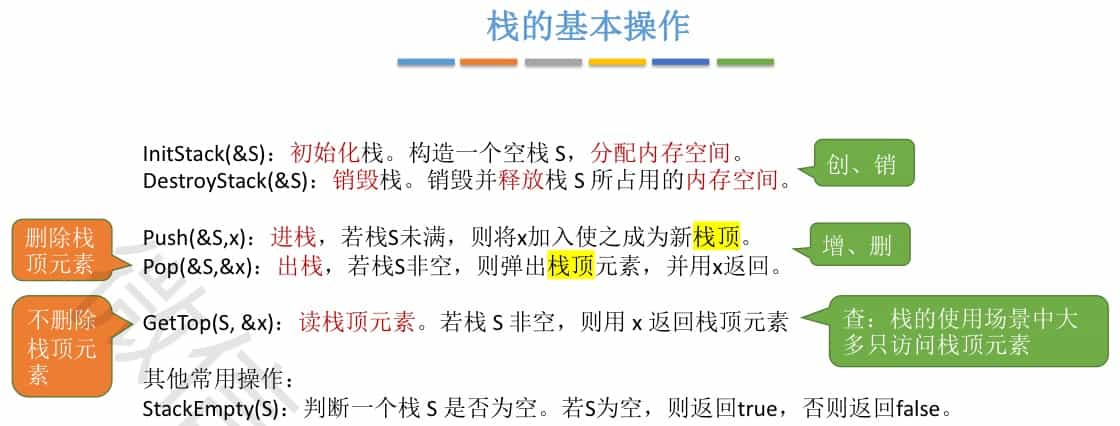 栈的基本操作
InitStack(&S)：初始化栈。构造一个空栈 S，分配内存空间。
DestroyStack(&S)：销毁栈。销毁并释放栈 S 所占用的内存空间。
创、销
删除栈
顶元素
Push(&S,x)：进栈，若栈S未满，则将x加入使之成为新栈顶。
Pop(&S,&x)：出栈，若栈S非空，则弹出栈顶元素，并用x返回。
增、删
不删除
栈顶元
素
GetTop(S, &x)：读栈顶元素。若栈 S 非空，则用 x 返回栈顶元素
查：栈的使用场景中大
多只访问栈顶元素
其他常用操作：
StackEmpty(S)：判断一个栈 S 是否为空。若S为空，则返回true，否则返回false。
微信